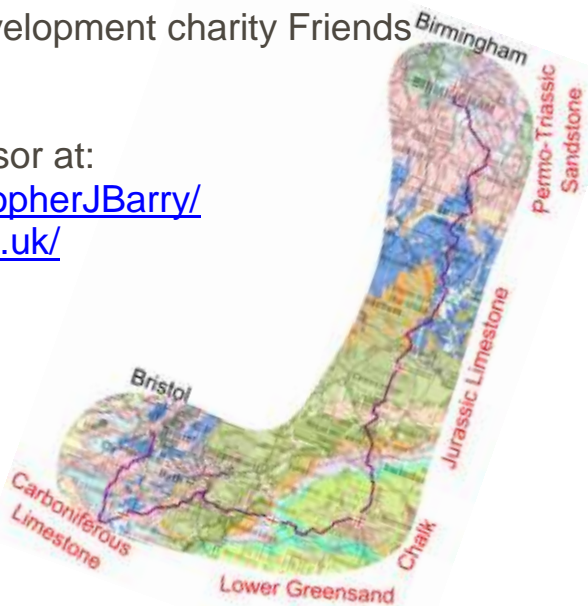 velopment charity Friends
sor at:
opherJBarry/
.uk/
Birmingham
Permo-Triassic
Sandstone
Jurassic Limestone
Bristol
Carboniferous
Limestone
Chalk
Lower Greensand